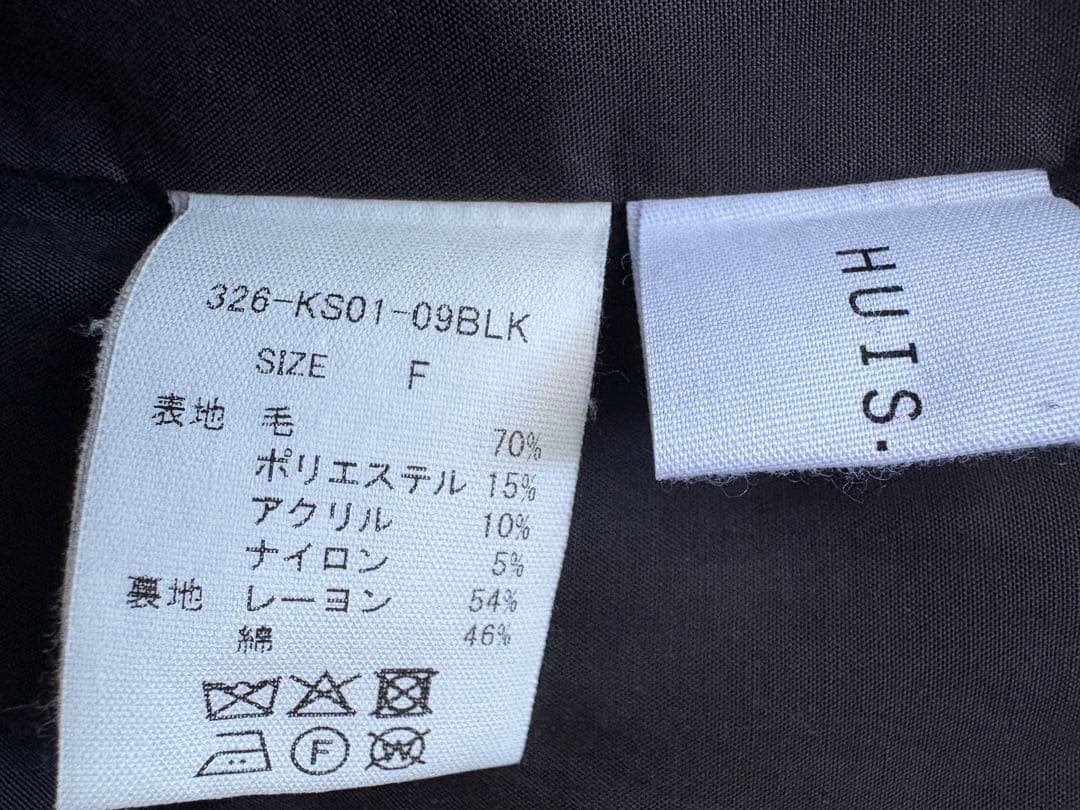 326-KS01-09BLK
SIZE F
表地 毛 70%
ポリエステル 15%
アクリル 10%
ナイロン 5%
裏地 レーヨン 54%
綿 46%
F W
HUIS.